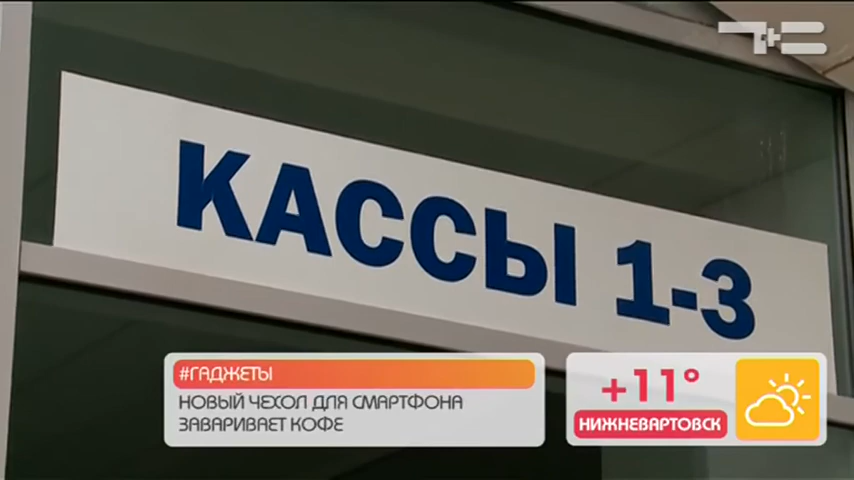 Т+В
КАССЫ 1-3
#ГАДЖЕТЫ
НОВЫЙ ЧЕХОЛ ДЛЯ СМАРТФОНА
ЗАВАРИВАЕТ КОФЕ
+11°
НИЖНЕВАРТОВСК